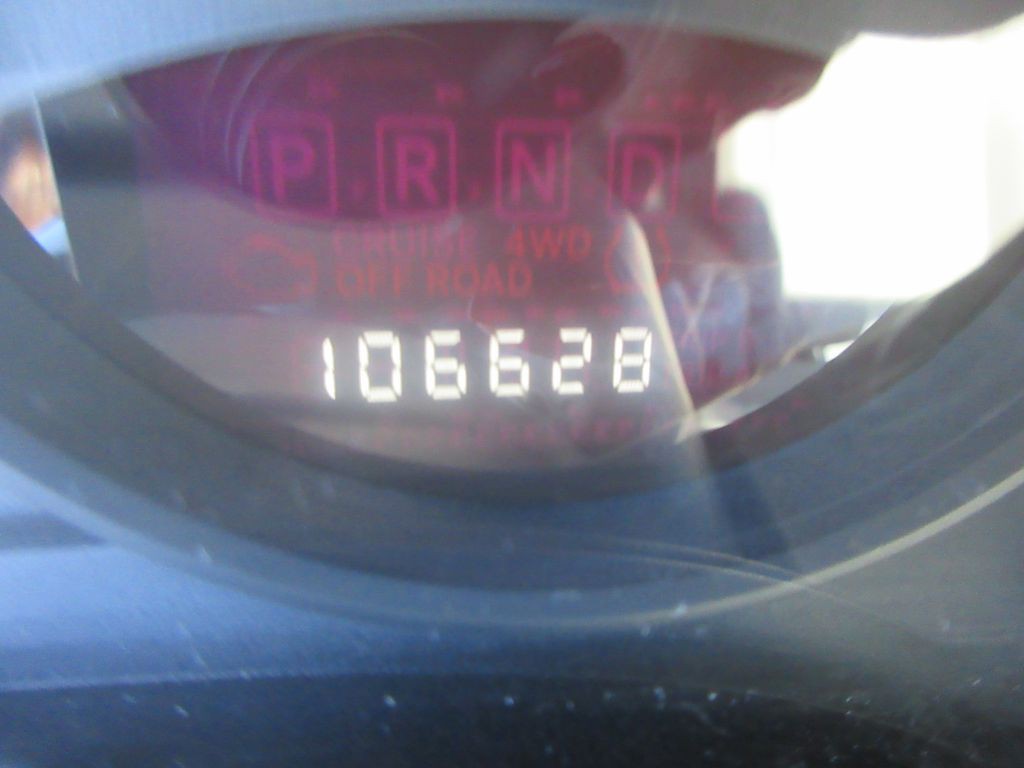 P R N D
CRUISE 4WD
OFF ROAD
106628